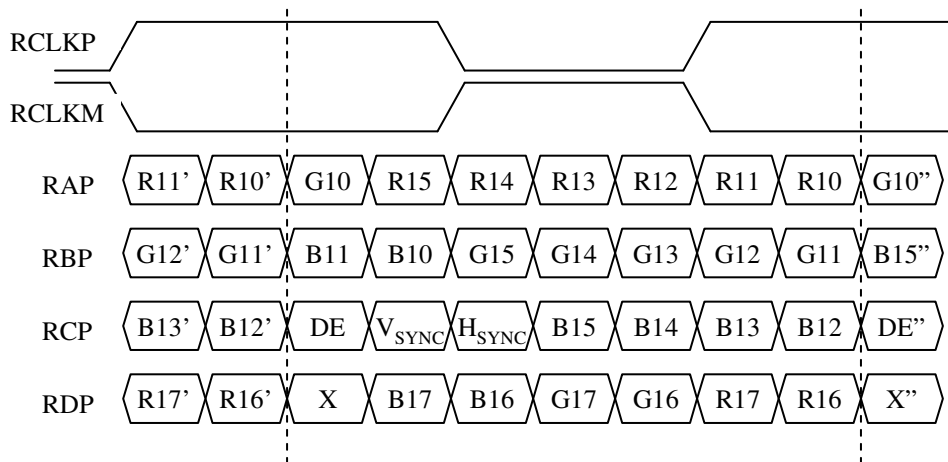 RCLKP
RCLKM
RAP R11’ R10’ G10 R15 R14 R13 R12 R11 R10 G10”
RBP G12’ G11’ B11 B10 G15 G14 G13 G12 G11 B15”
RCP B13’ B12’ DE VSYNC HSYNC B15 B14 B13 B12 DE”
RDP R17’ R16’ X B17 B16 G17 G16 R17 R16 X”